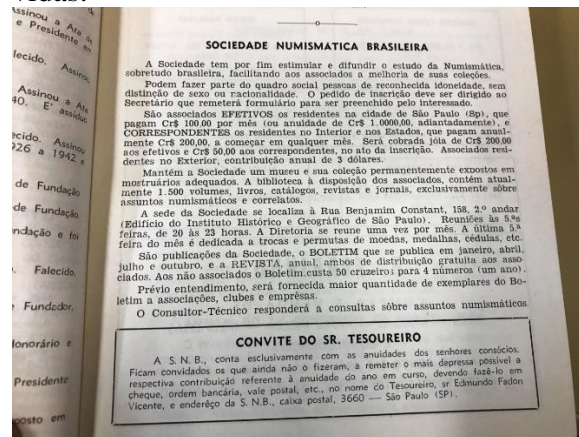 Assinou a Ata de
e Presidente em
lecido. Assinou
Assinou a Ata
40. E' assíduo
ecido. Assinou
926 a 1942 e
de Fundação
de Fundação.
ndação e foi
Falecido.
Fundador,
onorário e
Presidente
posto em
SOCIEDADE NUMISMATICA BRASILEIRA
A Sociedade tem por fim estimular e difundir o estudo da Numismática,
sobretudo brasileira, facilitando aos associados a melhoria de suas coleções.
Podem fazer parte do quadro social pessoas de reconhecida idoneidade, sem
distinção de sexo ou nacionalidade. O pedido de inscrição deve ser dirigido ao
Secretário que remeterá formulário para ser preenchido pelo interessado.
São associados EFETIVOS os residentes na cidade de São Paulo (Sp), que
pagam Cr$ 100,00 por mês (ou anuidade de Cr$ 1.0000,00, adiantadamente), e
CORRESPONDENTES os residentes no Interior e nos Estados, que pagam anual-
mente Cr$ 200,00, a começar em qualquer mês. Será cobrada jóia de Cr$ 200,00
aos efetivos e Cr$ 50,00 aos correspondentes, no ato da inscrição. Associados resi-
dentes no Exterior, contribuição anual de 3 dólares.
Mantém a Sociedade um museu e sua coleção permanentemente expostos em
mostruários adequados. A biblioteca à disposição dos associados, contém atual-
mente 1.500 volumes, livros, catálogos, revistas e jornais, exclusivamente sôbre
assuntos numismáticos e correlatos.
A sede da Sociedade se localiza à Rua Benjamim Constant, 158, 2.º andar
(Edifício do Instituto Histórico e Geográfico de São Paulo). Reuniões às 5.ªs
feiras, de 20 às 23 horas. A Diretoria se reune uma vez por mês. A última 5.ª
feira do mês é dedicada a trocas e permutas de moedas, medalhas, cédulas, etc.
São publicações da Sociedade, o BOLETIM que se publica em janeiro, abril,
julho e outubro, e a REVISTA, anual, ambos de distribuição gratuita aos asso-
ciados. Aos não associados o Boletim custa 50 cruzeiros para 4 números (um ano).
Prévio entendimento, será fornecida maior quantidade de exemplares do Bo-
letim a associações, clubes e emprêsas.
O Consultor-Técnico responderá a consultas sôbre assuntos numismáticos.
CONVITE DO SR. TESOUREIRO
A S. N. B., conta esclusivamente com as anuidades dos senhores consócios.
Ficam convidados os que ainda não o fizeram, a remeter o mais depressa possível a
respectiva contribuição referente à anuidade do ano em curso, devendo fazê-lo em
cheque, ordem bancária, vale postal, etc., no nome do Tesoureiro, sr Edmundo Fadon
Vicente, e enderêço da S. N. B., caixa postal, 3660 — São Paulo (SP).